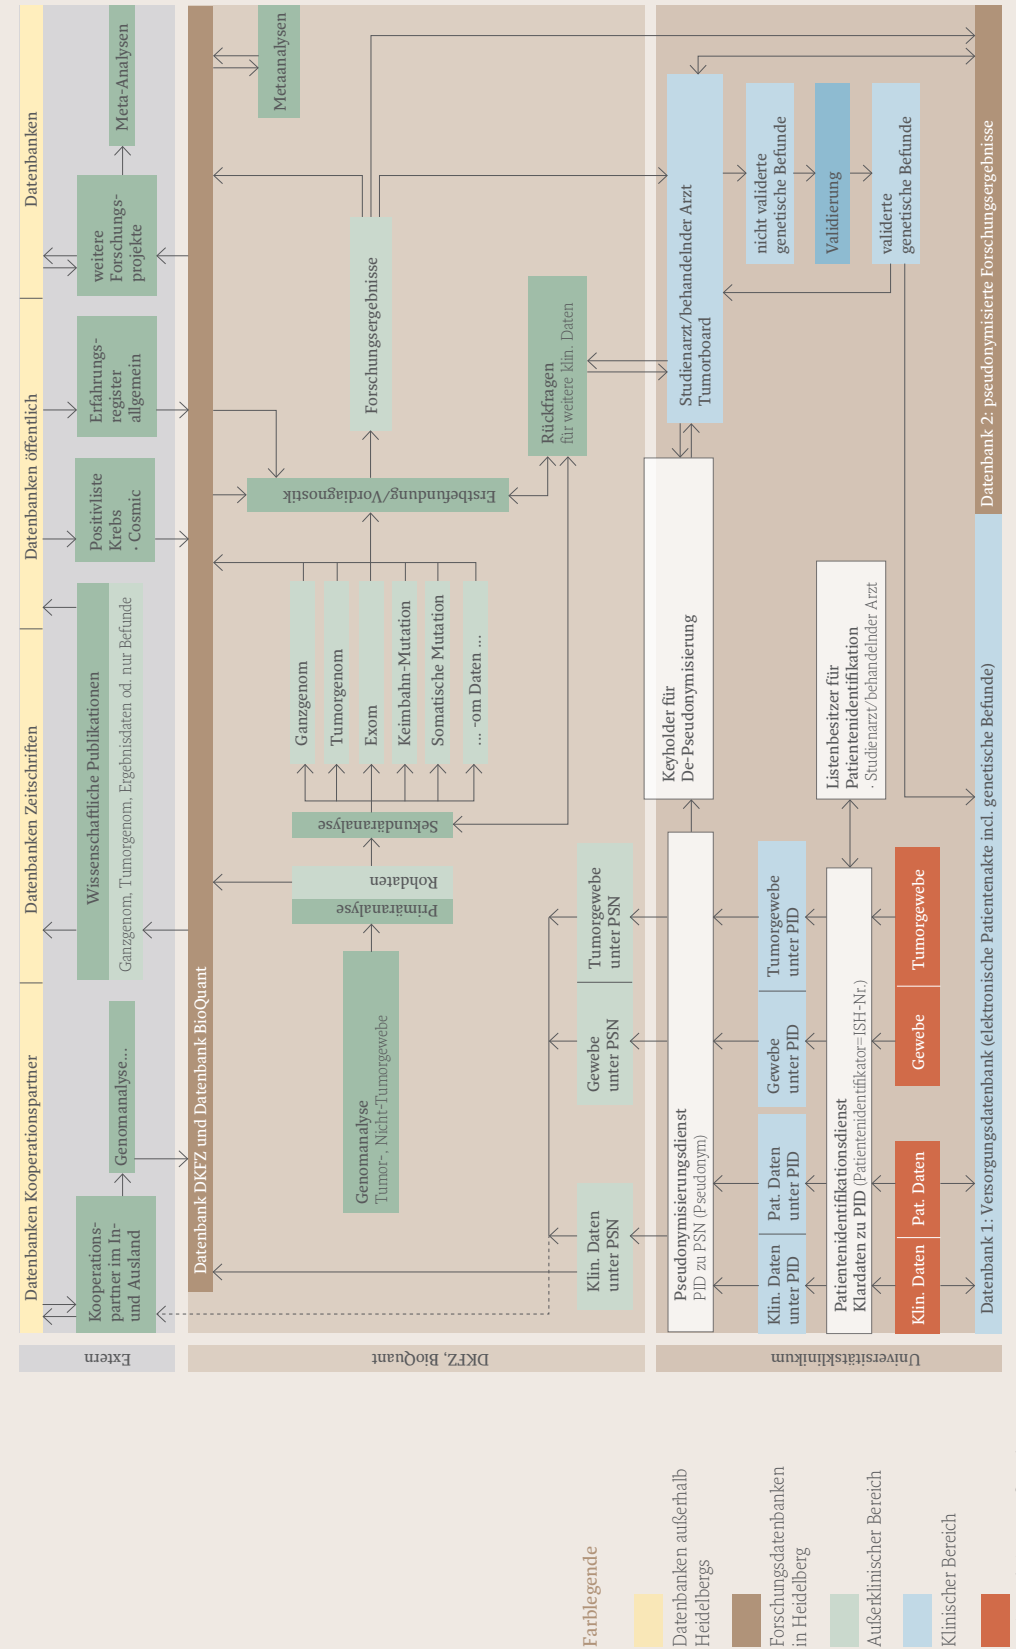 Datenbanken Kooperationspartner
Datenbanken Zeitschriften
Datenbanken öffentlich
Datenbanken
Extern
Kooperations-
partner im In-
und Ausland
Genomanalyse...
Wissenschaftliche Publikationen
Ganzgenom, Tumorgenom, Ergebnisdaten od. nur Befunde
Positivliste
Krebs
· Cosmic
Erfahrungs-
register
allgemein
weitere
Forschungs-
projekte
Meta-Analysen
Datenbank DKFZ und Datenbank BioQuant
DKFZ, BioQuant
Metaanalysen
Genomanalyse
Tumor-, Nicht-Tumorgewebe
Primäranalyse
Rohdaten
Sekundäranalyse
Ganzgenom
Tumorgenom
Exom
Keimbahn-Mutation
Somatische Mutation
... -om Daten ...
Erstbefundung/Vordiagnostik
Forschungsergebnisse
Rückfragen
für weitere klin. Daten
Klin. Daten
unter PSN
Gewebe
unter PSN
Tumorgewebe
unter PSN
Universitätsklinikum
Pseudonymisierungsdienst
PID zu PSN (Pseudonym)
Keyholder für
De-Pseudonymisierung
Studienarzt/behandelnder Arzt
Tumorboard
nicht validerte
genetische Befunde
Validierung
validerte
genetische Befunde
Klin. Daten
unter PID
Pat. Daten
unter PID
Gewebe
unter PID
Tumorgewebe
unter PID
Patientenidentifikationsdienst
Klardaten zu PID (Patientenidentifikator=ISH-Nr.)
Listenbesitzer für
Patientenidentifikation
· Studienarzt/behandelnder Arzt
Klin. Daten
Pat. Daten
Gewebe
Tumorgewebe
Datenbank 1: Versorgungsdatenbank (elektronische Patientenakte incl. genetische Befunde)
Datenbank 2: pseudonymisierte Forschungsergebnisse
Farblegende
Datenbanken außerhalb
Heidelbergs
Forschungsdatenbanken
in Heidelberg
Außerklinischer Bereich
Klinischer Bereich